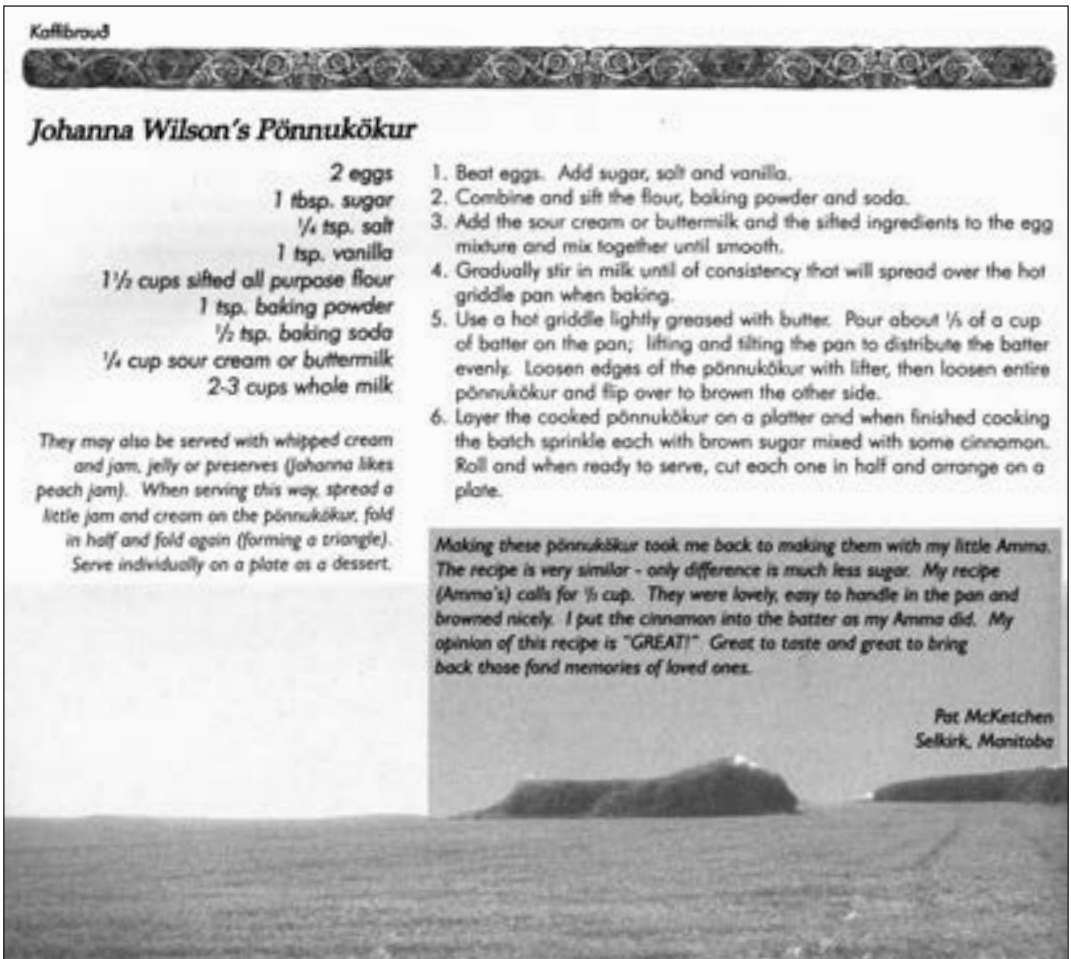 Kaffibrauð
Johanna Wilson's Pönnukökur
2 eggs
1 tbsp. sugar
¼ tsp. salt
1 tsp. vanilla
1½ cups sifted all purpose flour
1 tsp. baking powder
½ tsp. baking soda
¼ cup sour cream or buttermilk
2-3 cups whole milk
They may also be served with whipped cream
and jam, jelly or preserves (Johanna likes
peach jam). When serving this way, spread a
little jam and cream on the pönnukökur, fold
in half and fold again (forming a triangle).
Serve individually on a plate as a dessert.
1. Beat eggs. Add sugar, salt and vanilla.
2. Combine and sift the flour, baking powder and soda.
3. Add the sour cream or buttermilk and the sifted ingredients to the egg
mixture and mix together until smooth.
4. Gradually stir in milk until of consistency that will spread over the hot
griddle pan when baking.
5. Use a hot griddle lightly greased with butter. Pour about of a cup
of batter on the pan; lifting and tilting the pan to distribute the batter
evenly. Loosen edges of the pönnukökur with lifter, then loosen entire
pönnukökur and flip over to brown the other side.
6. Layer the cooked pönnukökur on a platter and when finished cooking
the batch sprinkle each with brown sugar mixed with some cinnamon.
Roll and when ready to serve, cut each one in half and arrange on a
plate.
Making these pönnukökur took me back to making them with my little Amma.
The recipe is very similar - only difference is much less sugar. My recipe
(Amma's) calls for cup. They were lovely, easy to handle in the pan and
browned nicely. I put the cinnamon into the batter as my Amma did. My
opinion of this recipe is "GREAT!" Great to taste and great to bring
back those fond memories of loved ones.
Pat McKetchen
Selkirk, Manitoba